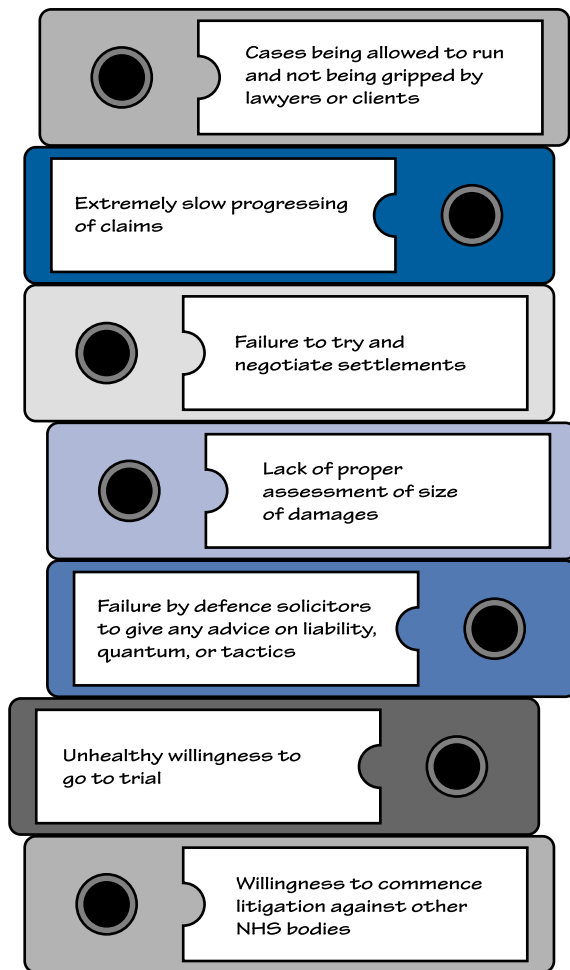 Cases being allowed to run
and not being gripped by
lawyers or clients
Extremely slow progressing
of claims
Failure to try and
negotiate settlements
Lack of proper
assessment of size
of damages
Failure by defence solicitors
to give any advice on liability,
quantum, or tactics
Unhealthy willingness to
go to trial
Willingness to commence
litigation against other
NHS bodies